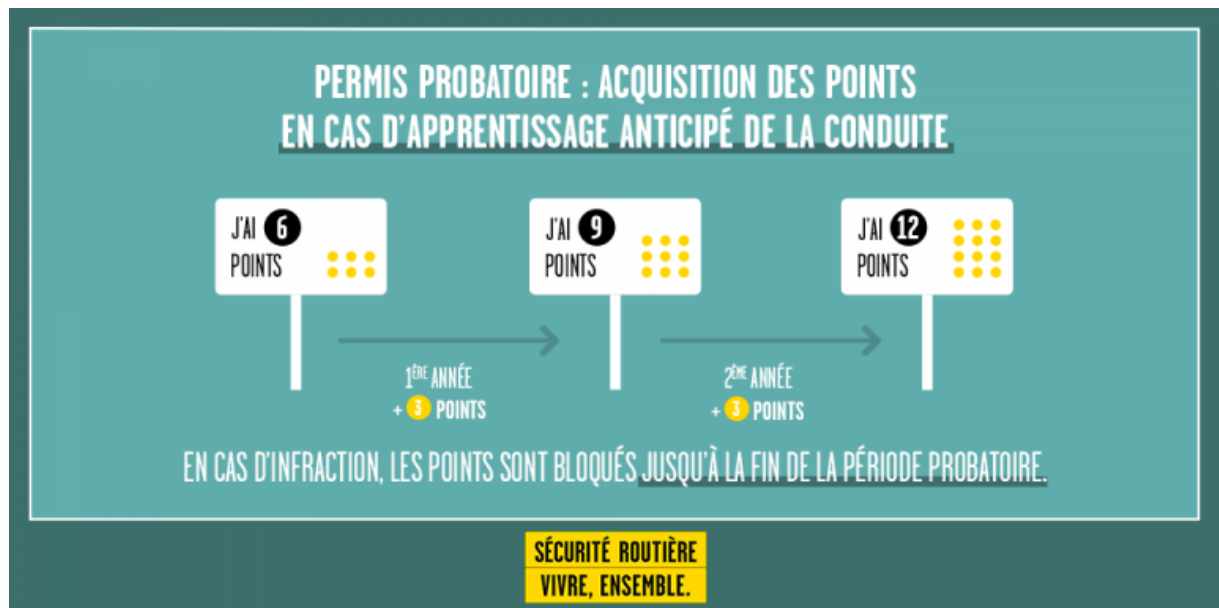 PERMIS PROBATOIRE : ACQUISITION DES POINTS
EN CAS D'APPRENTISSAGE ANTICIPÉ DE LA CONDUITE
J'AI 6
POINTS
J'AI 9
POINTS
J'AI 12
POINTS
1ÈRE ANNÉE
+ 3 POINTS
2ÈME ANNÉE
+ 3 POINTS
EN CAS D'INFRACTION, LES POINTS SONT BLOQUÉS JUSQU'À LA FIN DE LA PÉRIODE PROBATOIRE.
SÉCURITÉ ROUTIÈRE
VIVRE, ENSEMBLE.